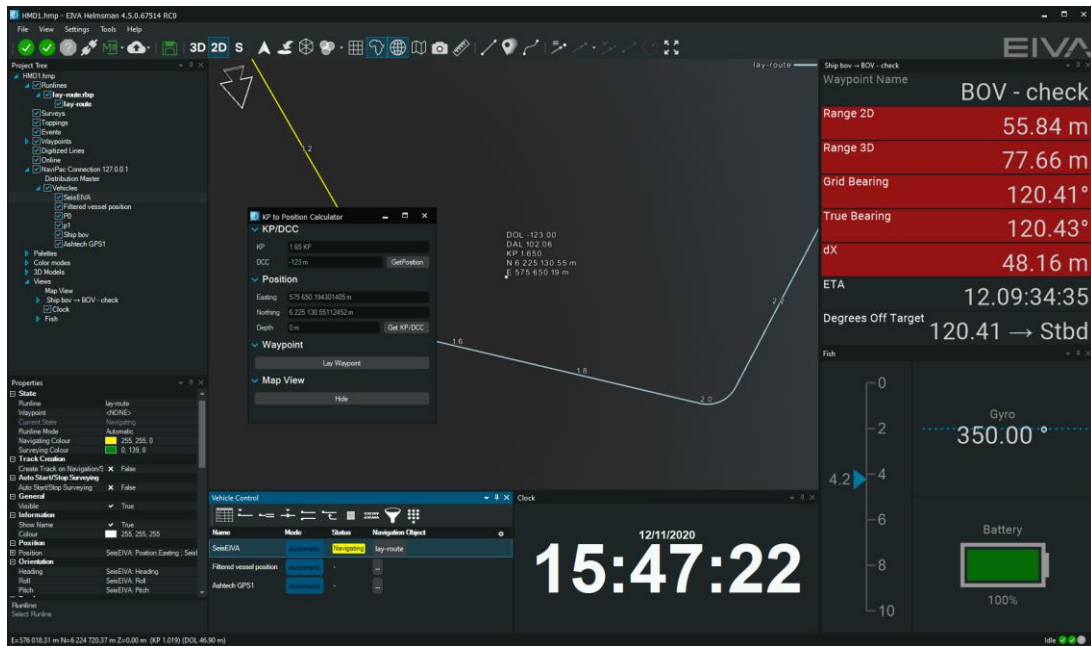 HMD1.hmp - EIVA Helmsman 4.5.0.67514 RC0
File View Settings Tools Help
3D 2D S
EIVA
Project Tree
HMD1.hmp
Runlines
lay-route.rlxp
lay-route
Surveys
Toppings
Events
Waypoints
Digitized Lines
Online
NaviPac Connection 127.0.0.1
Distribution Master
Vehicles
SeisEIVA
Filtered vessel position
P0
p1
Ship bov
Ashtech GPS1
Palettes
Color modes
3D Models
Views
Map View
Ship bov → BOV - check
Clock
Fish
Properties
State
Runline lay-route
Waypoint <NONE>
Current State Navigating
Runline Mode Automatic
Navigating Colour 255, 255, 0
Surveying Colour 0, 139, 0
Track Creation
Create Track on Navigation/S False
Auto Start/Stop Surveying
Auto Start/Stop Surveying False
General
Visible True
Information
Show Name True
Colour 255, 255, 255
Position
Position SeisEIVA: Position.Easting ; Seisl
Orientation
Heading SeisEIVA: Heading
Roll SeisEIVA: Roll
Pitch SeisEIVA: Pitch
Runline
Select Runline
lay-route
1.2
KP to Position Calculator
KP/DCC
KP 1.65 KP
DCC -123 m GetPosition
Position
Easting 575 650.194301405 m
Northing 6 225 130.55112452 m
Depth 0 m Get KP/DCC
Waypoint
Lay Waypoint
Map View
Hide
DOL -123.00
DAL 102.06
KP 1.650
N 6 225 130.55 m
E 575 650.19 m
1.6
1.8
2.0
2.2
Vehicle Control
Name Mode Status Navigation Object
SeisEIVA Automatic Navigating lay-route
Filtered vessel position Automatic - ...
Ashtech GPS1 Automatic - ...
Clock
12/11/2020
15:47:22
Ship bov → BOV - check
Waypoint Name
BOV - check
Range 2D
55.84 m
Range 3D
77.66 m
Grid Bearing
120.41°
True Bearing
120.43°
dX
48.16 m
ETA
12.09:34:35
Degrees Off Target
120.41 → Stbd
Fish
0
2
4.2
4
6
8
10
Gyro
350.00 °
Battery
100%
E=576 018.31 m N=6 224 720.37 m Z=0.00 m (KP 1.019) (DOL 46.90 m)
Idle